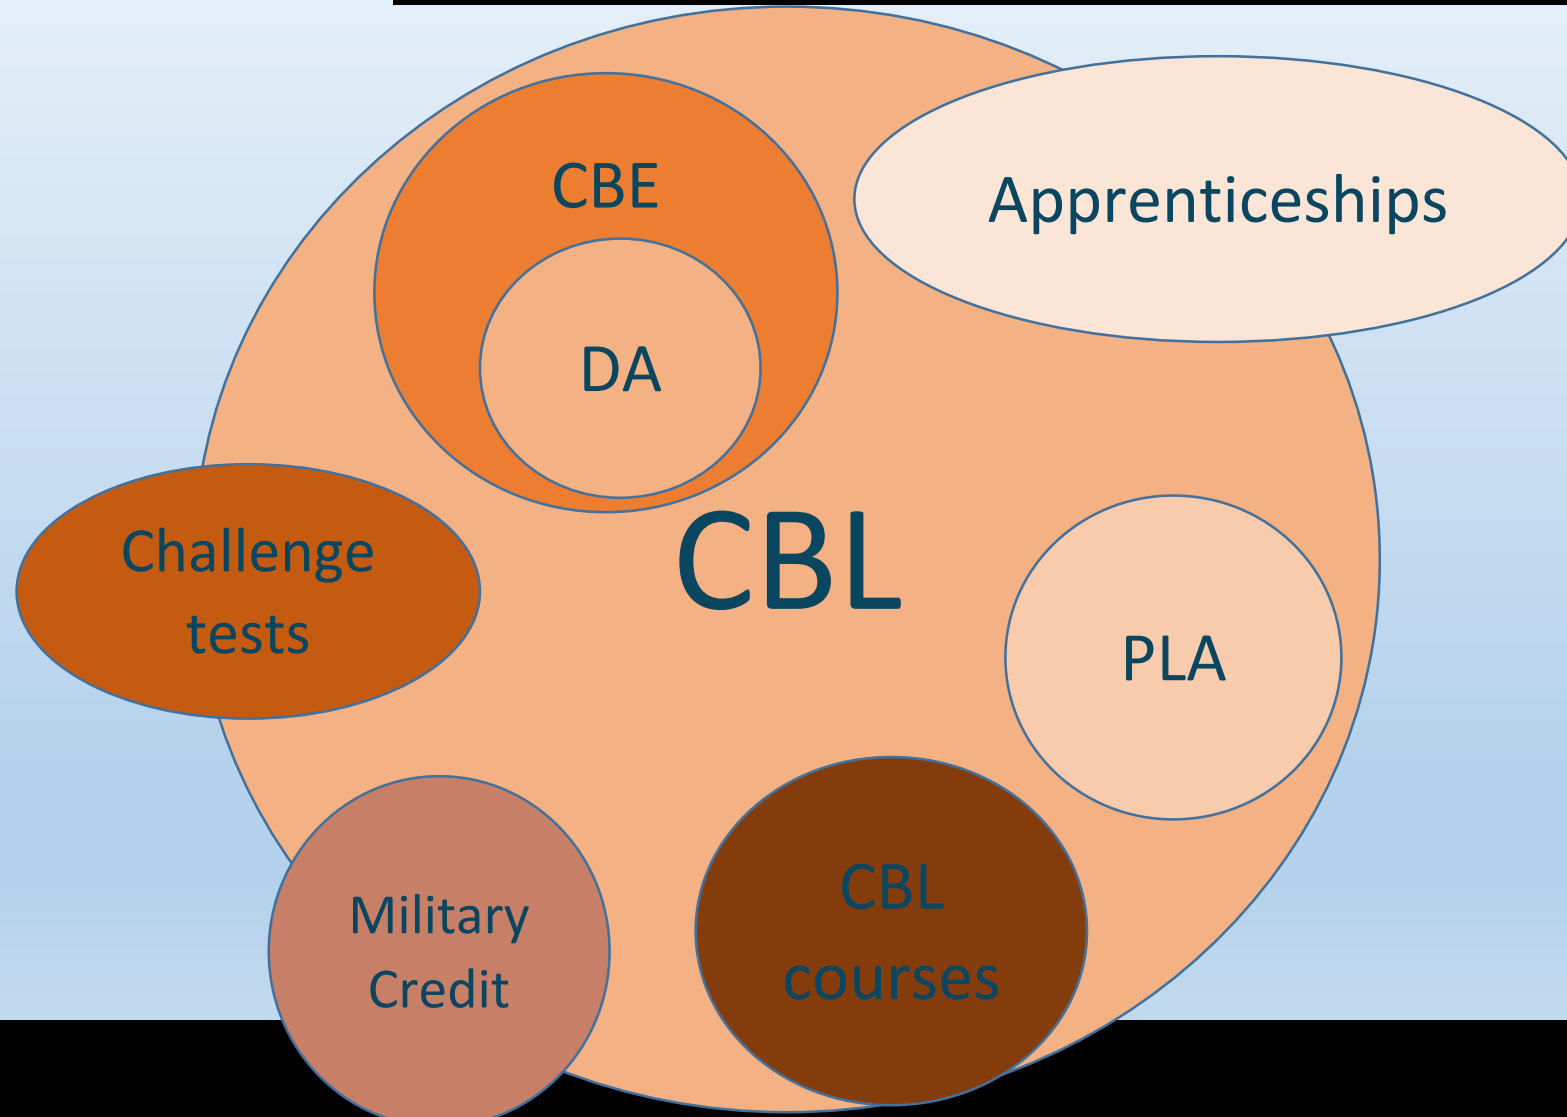 CBE
Apprenticeships
DA
CBL
Challenge
tests
PLA
CBL
courses
Military
Credit